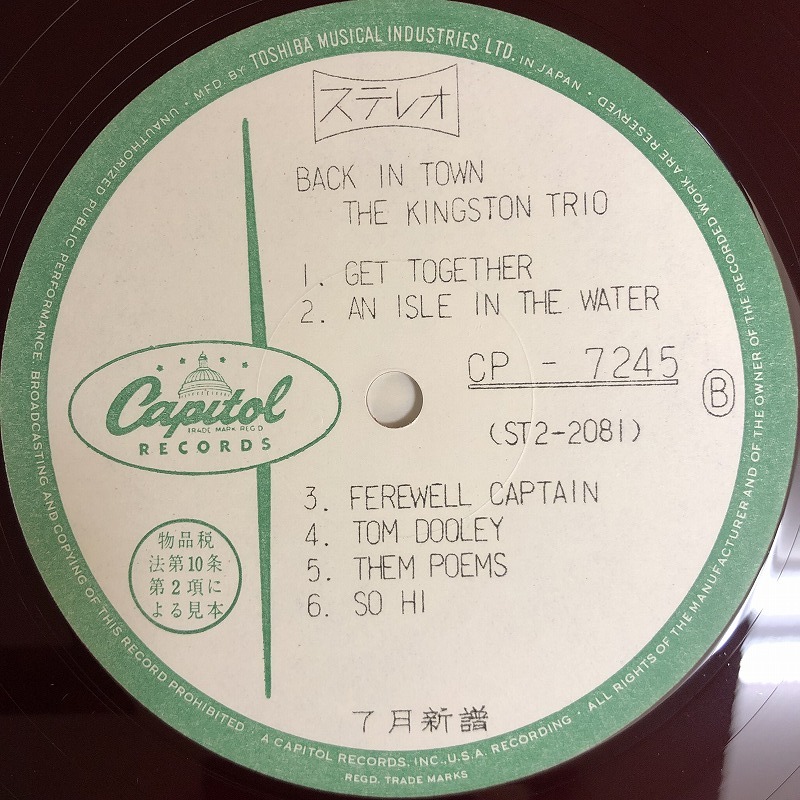 MFD. BY TOSHIBA MUSICAL INDUSTRIES LTD. IN JAPAN ·
ステレオ
BACK IN TOWN
THE KINGSTON TRIO
1. GET TOGETHER
2. AN ISLE IN THE WATER
CP - 7245
B
(ST2-2081)
Capitol
TRADE MARK REG'D
RECORDS
3. FEREWELL CAPTAIN
4. TOM DOOLEY
5. THEM POEMS
6. SO HI
物品税
法第10条
第2項に
よる見本
7月新譜
ALL RIGHTS OF THE MANUFACTURER AND OF THE OWNER OF THE RECORDED WORK ARE RESERVED
UNAUTHORIZED PUBLIC PERFORMANCE, BROADCASTING AND COPYING OF THIS RECORD PROHIBITED ·
A CAPITOL RECORDS, INC., U.S.A. RECORDING ·
REGD. TRADE MARKS